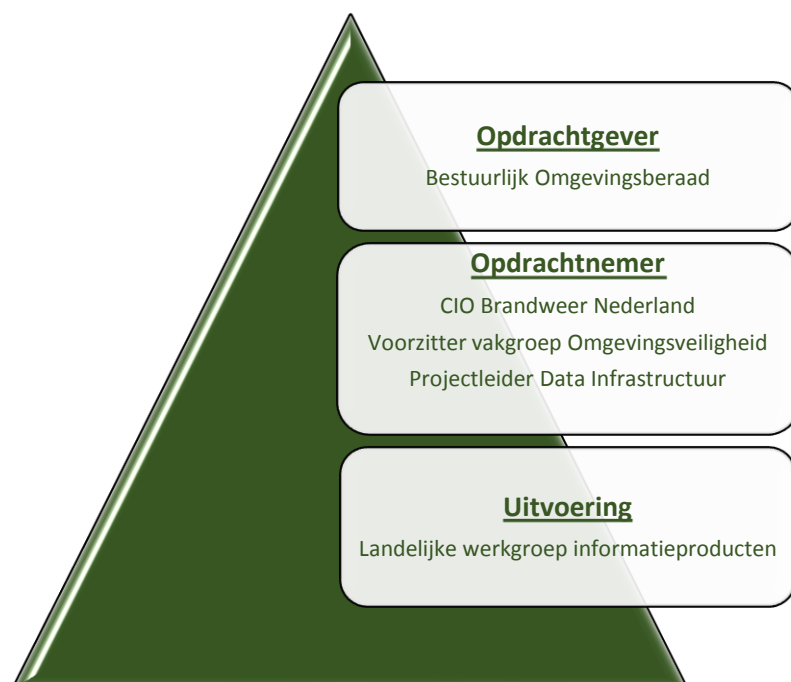 Opdrachtgever
Bestuurlijk Omgevingsberaad
Opdrachtnemer
CIO Brandweer Nederland
Voorzitter vakgroep Omgevingsveiligheid
Projectleider Data Infrastructuur
Uitvoering
Landelijke werkgroep informatieproducten